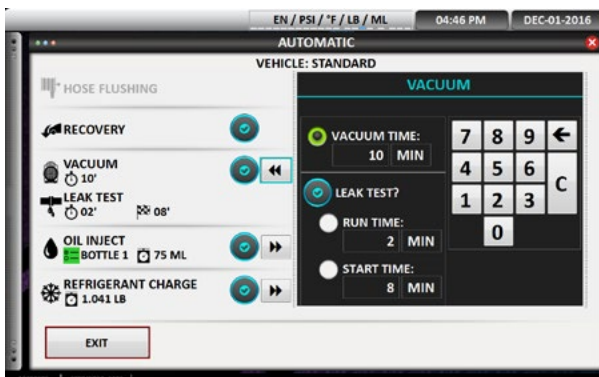 EN / PSI / °F / LB / ML
04:46 PM
DEC-01-2016
AUTOMATIC
VEHICLE: STANDARD
HOSE FLUSHING
RECOVERY
VACUUM
10'
LEAK TEST
02' 08'
OIL INJECT
BOTTLE 1 75 ML
REFRIGERANT CHARGE
1.041 LB
EXIT
VACUUM
VACUUM TIME:
10 MIN
LEAK TEST?
RUN TIME:
2 MIN
START TIME:
8 MIN
7 8 9
4 5 6 C
1 2 3
0